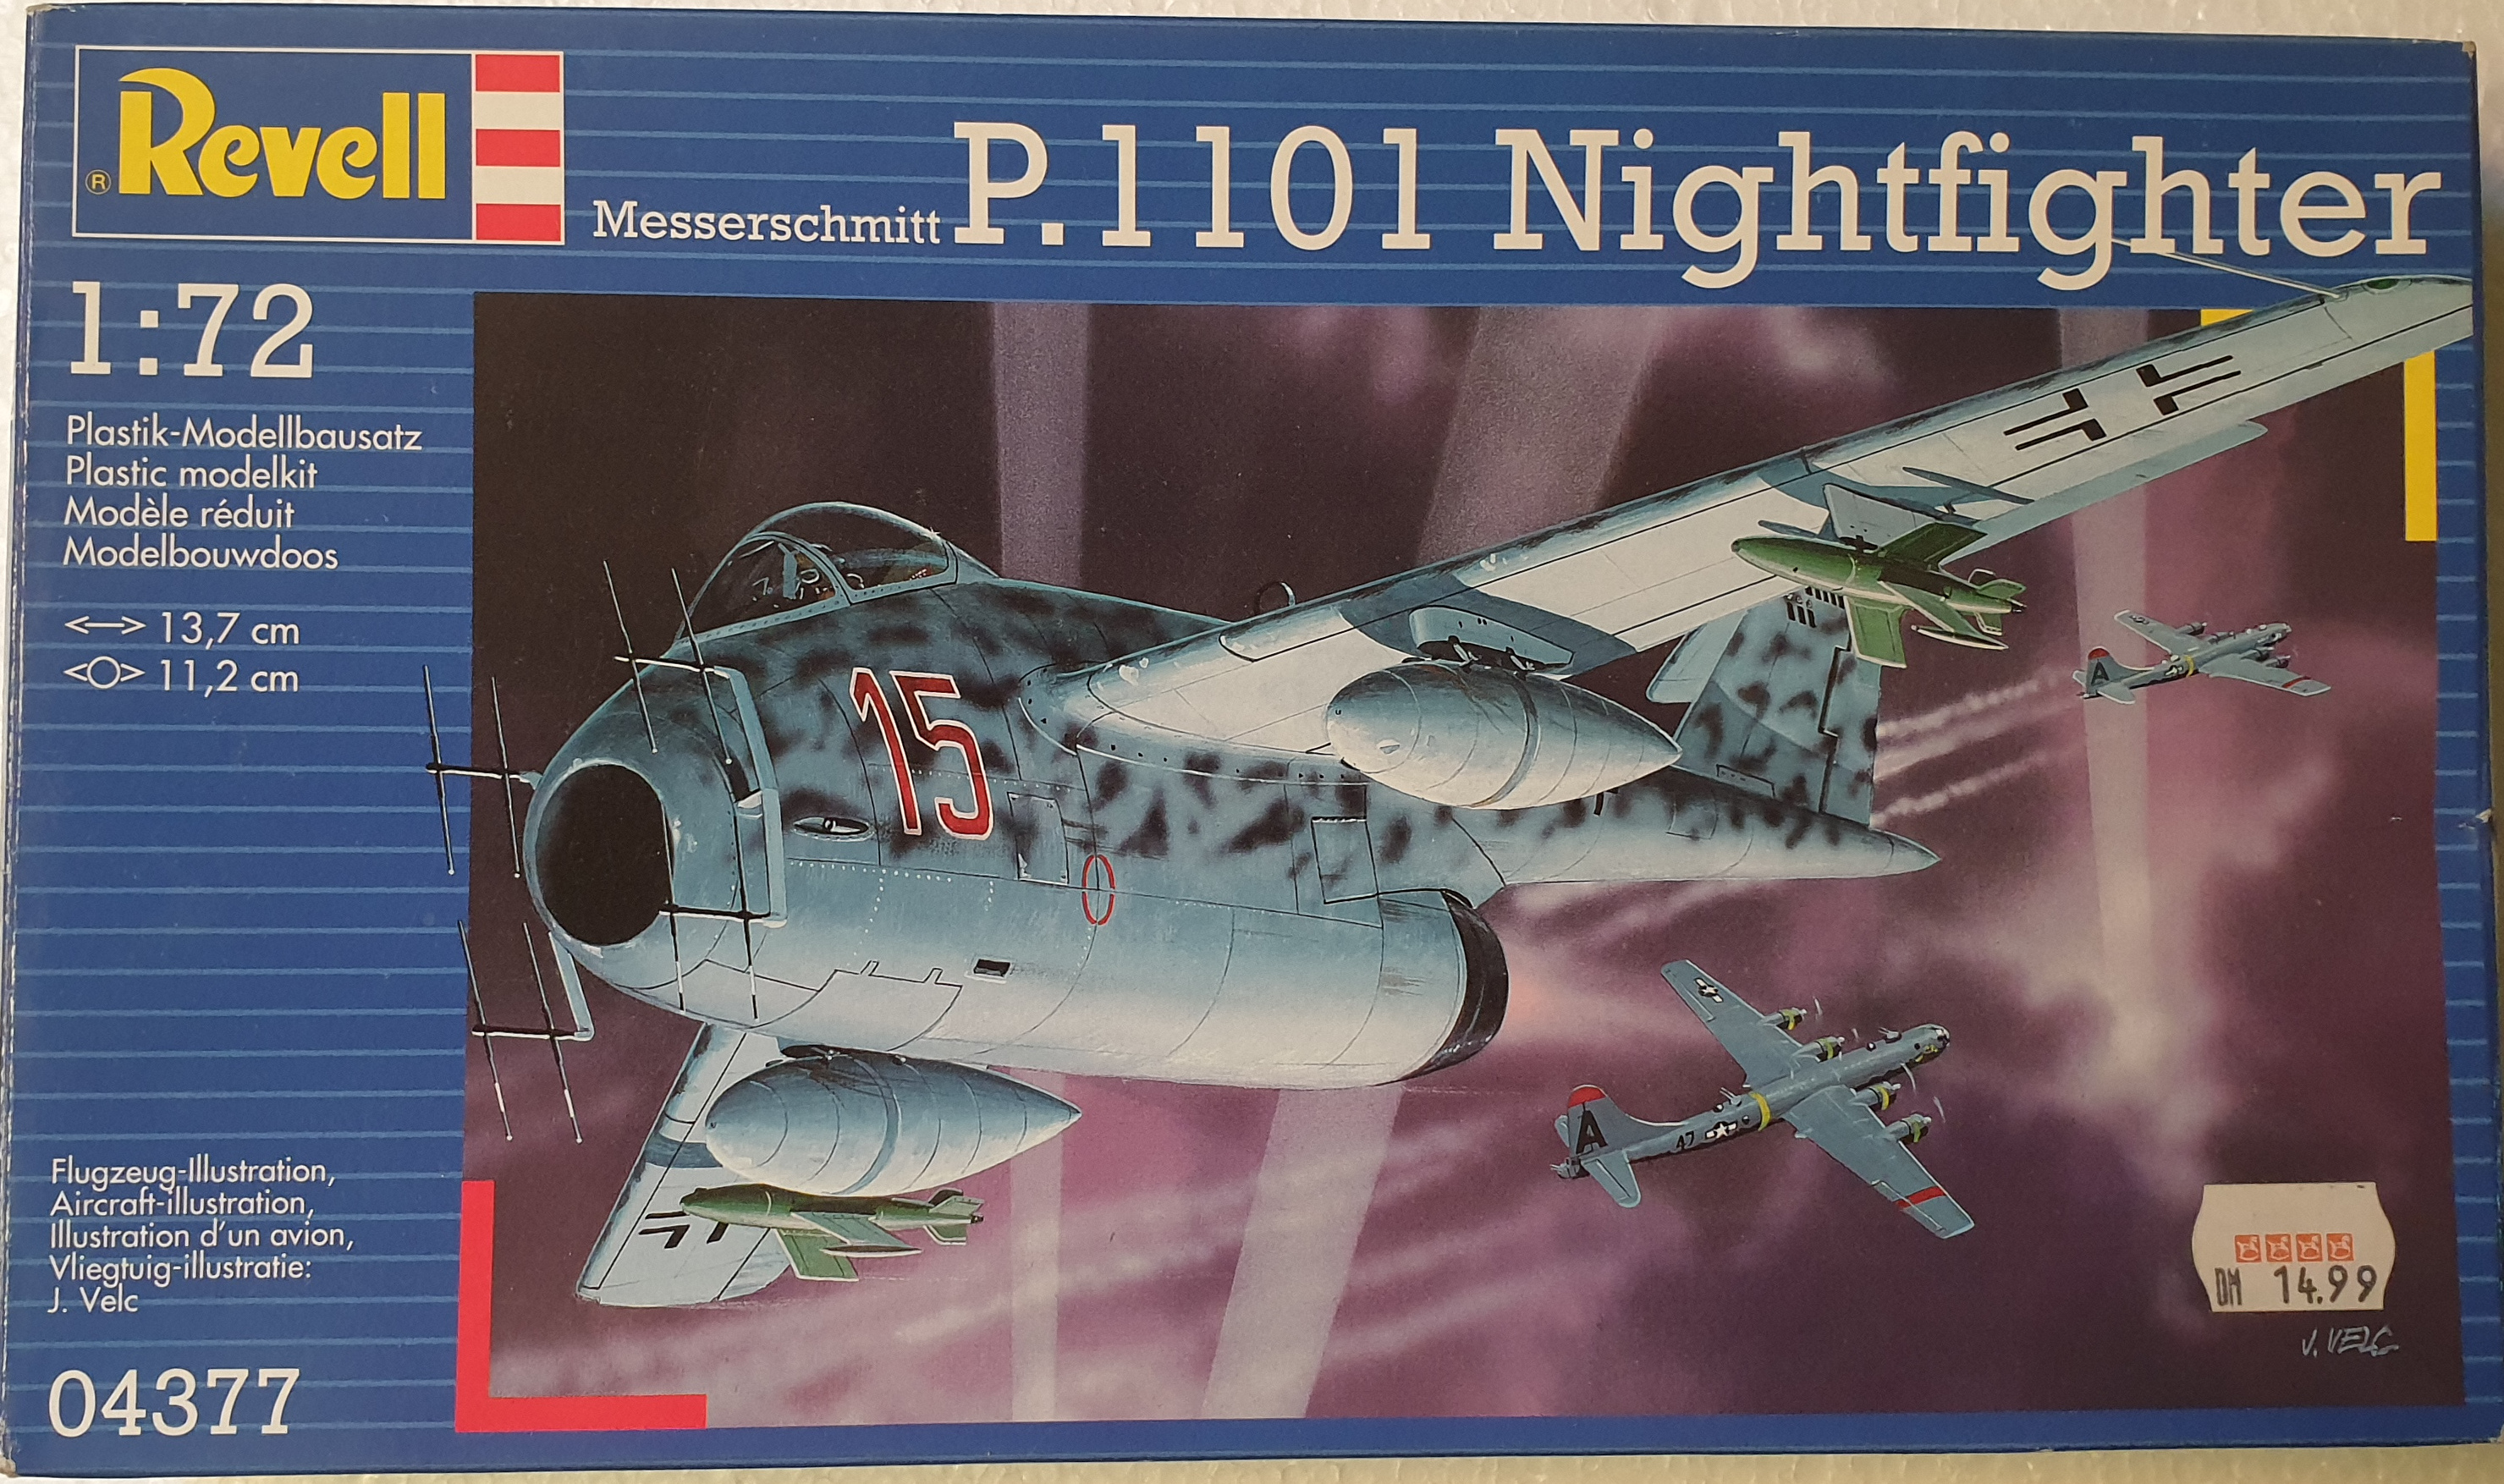 ® Revell
Messerschmitt P.1101 Nightfighter
1:72
Plastik-Modellbausatz
Plastic modelkit
Modèle réduit
Modelbouwdoos
<—> 13,7 cm
<O> 11,2 cm
15
A
A
47
Flugzeug-Illustration,
Aircraft-illustration,
Illustration d'un avion,
Vliegtuig-illustratie:
J. Velc
04377
DM 14.99
J. VELC